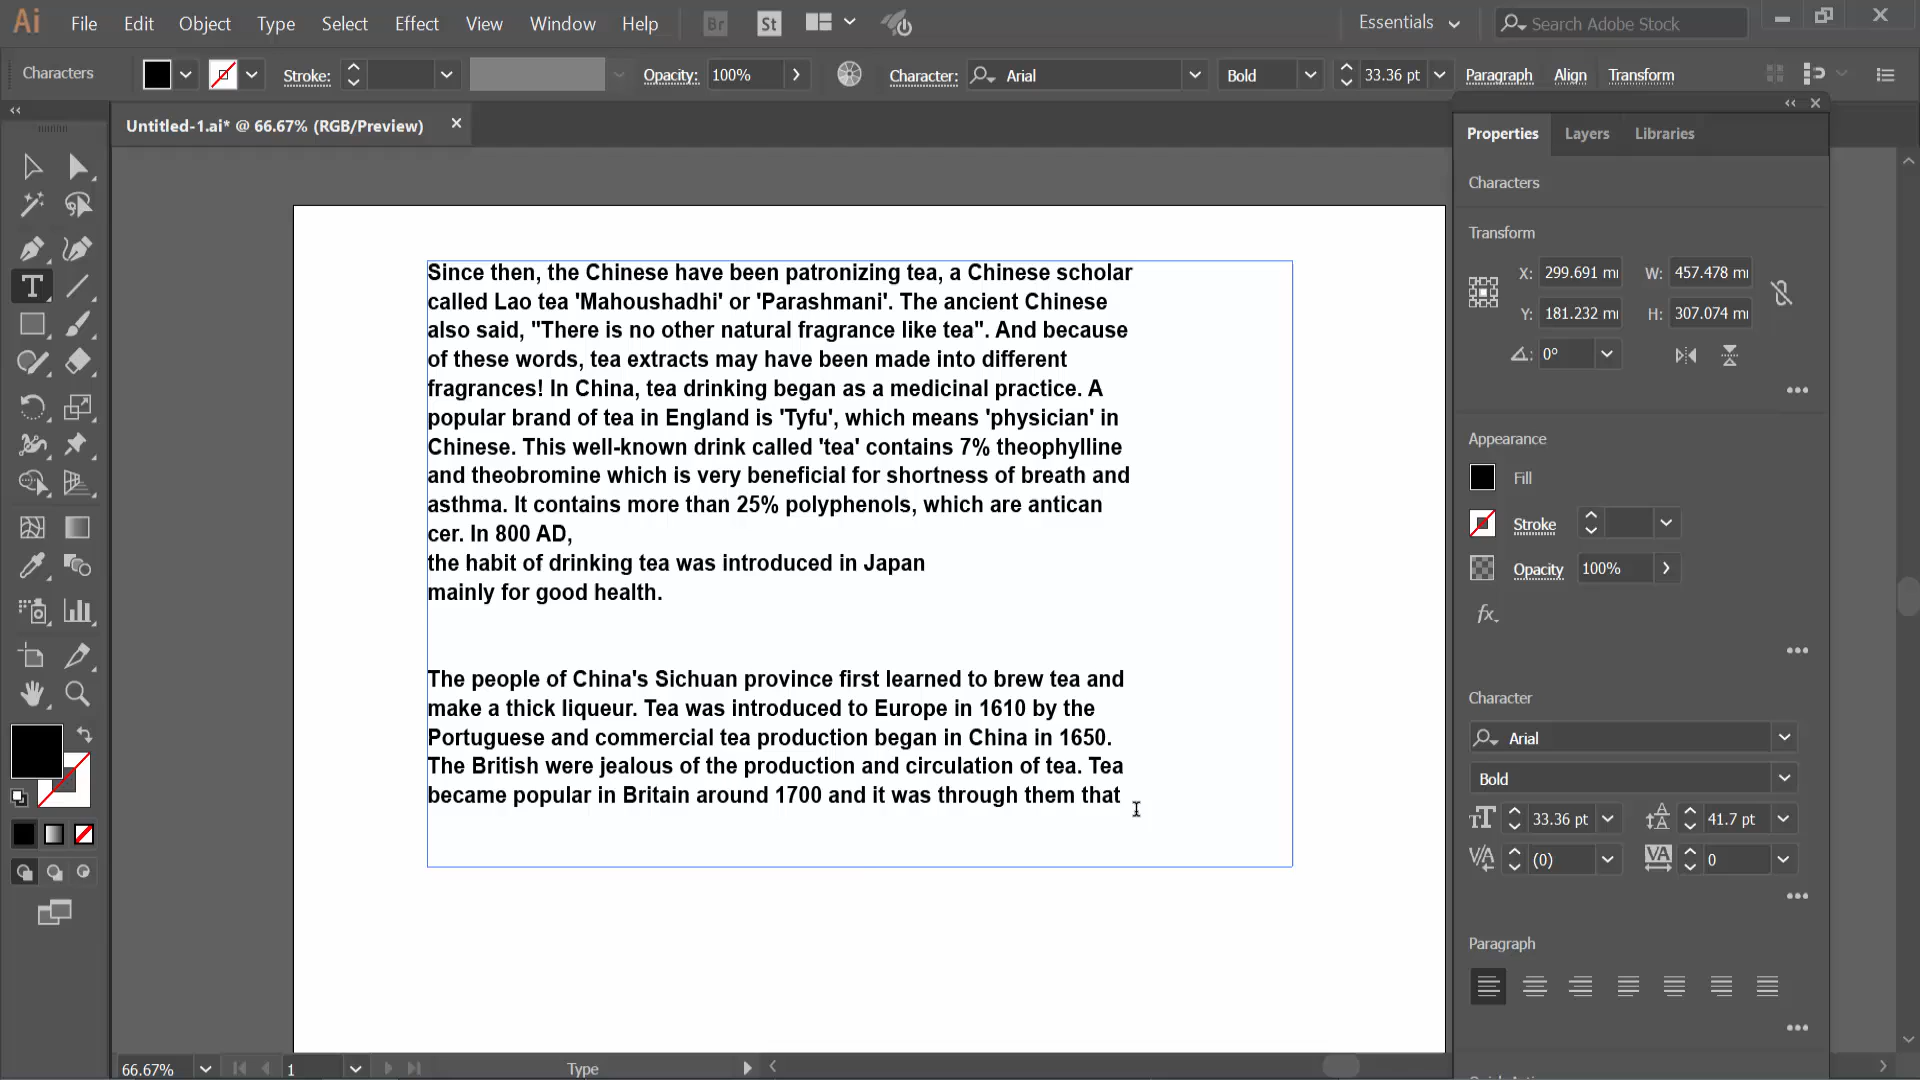 Ai File Edit Object Type Select Effect View Window Help Br St Essentials Search Adobe Stock
Characters Stroke: Opacity: 100% Character: Arial Bold 33.36 pt Paragraph Align Transform
Untitled-1.ai* @ 66.67% (RGB/Preview)
Properties Layers Libraries
Characters
Transform
X: 299.691 m W: 457.478 m
Y: 181.232 m H: 307.074 m
0°
Appearance
Fill
Stroke
Opacity 100%
fx
Character
Arial
Bold
33.36 pt 41.7 pt
(0) 0
Paragraph
Since then, the Chinese have been patronizing tea, a Chinese scholar
called Lao tea 'Mahoushadhi' or 'Parashmani'. The ancient Chinese
also said, "There is no other natural fragrance like tea". And because
of these words, tea extracts may have been made into different
fragrances! In China, tea drinking began as a medicinal practice. A
popular brand of tea in England is 'Tyfu', which means 'physician' in
Chinese. This well-known drink called 'tea' contains 7% theophylline
and theobromine which is very beneficial for shortness of breath and
asthma. It contains more than 25% polyphenols, which are antican
cer. In 800 AD,
the habit of drinking tea was introduced in Japan
mainly for good health.
The people of China's Sichuan province first learned to brew tea and
make a thick liqueur. Tea was introduced to Europe in 1610 by the
Portuguese and commercial tea production began in China in 1650.
The British were jealous of the production and circulation of tea. Tea
became popular in Britain around 1700 and it was through them that
66.67% 1 Type